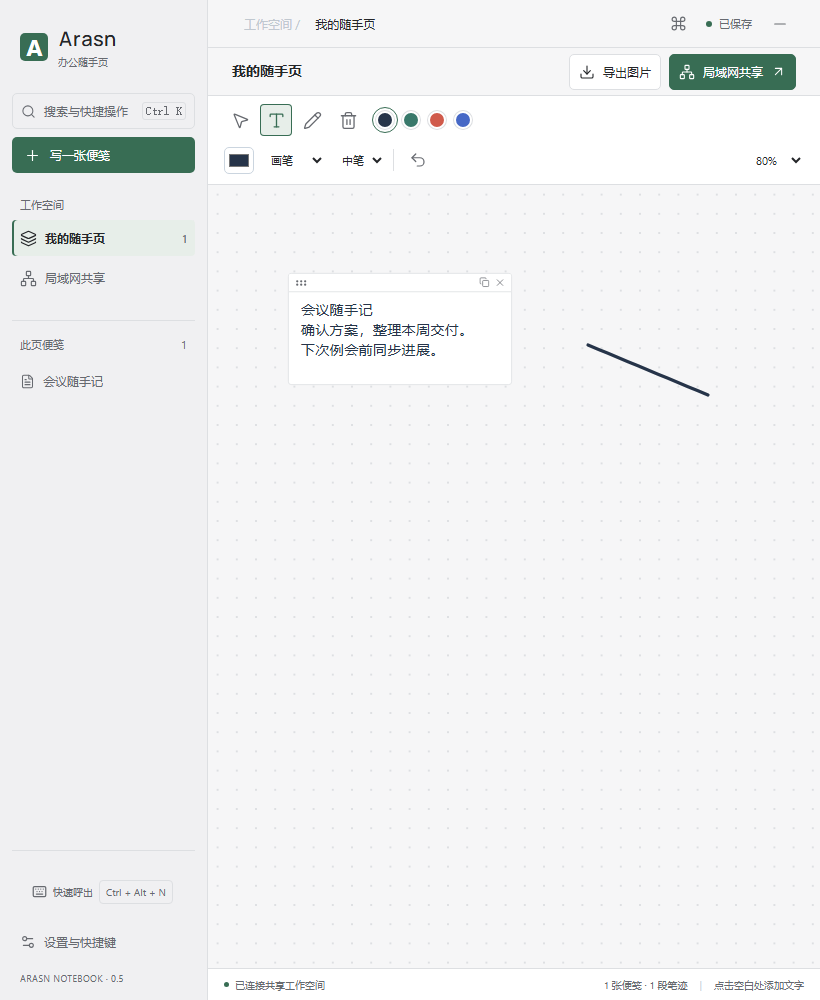 A Arasn
办公随手页
搜索与快捷操作 Ctrl K
写一张便笺
工作空间
我的随手页 1
局域网共享
此页便笺 1
会议随手记
快速呼出 Ctrl + Alt + N
设置与快捷键
ARASN NOTEBOOK · 0.5
工作空间 / 我的随手页
已保存
我的随手页
导出图片
局域网共享
画笔
中笔
80%
会议随手记
确认方案，整理本周交付。
下次例会前同步进展。
已连接共享工作空间
1 张便笺 · 1 段笔迹
点击空白处添加文字